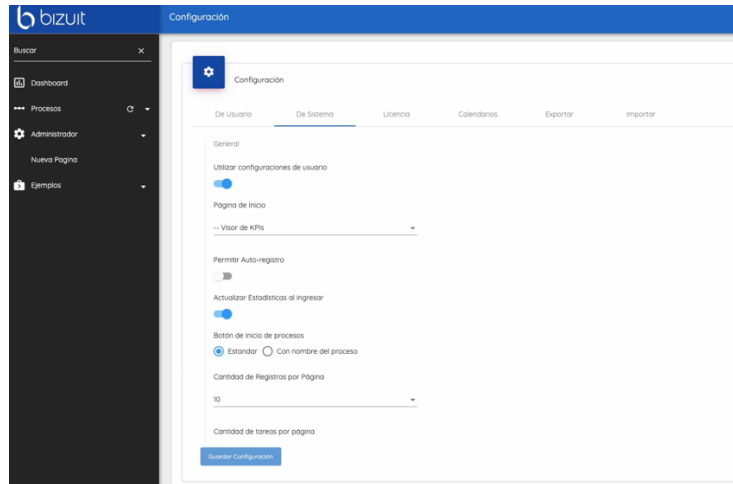 bizuit
Configuración
Buscar
Dashboard
Procesos
Administrador
Nueva Pagina
Ejemplos
Configuración
De Usuario De Sistema Licencia Calendarios Exportar Importar
General
Utilizar configuraciones de usuario
Página de Inicio
-- Visor de KPIs
Permitir Auto-registro
Actualizar Estadísticas al ingresar
Botón de inicio de procesos
Estandar Con nombre del proceso
Cantidad de Registros por Página
10
Cantidad de tareas por página
Guardar Configuración